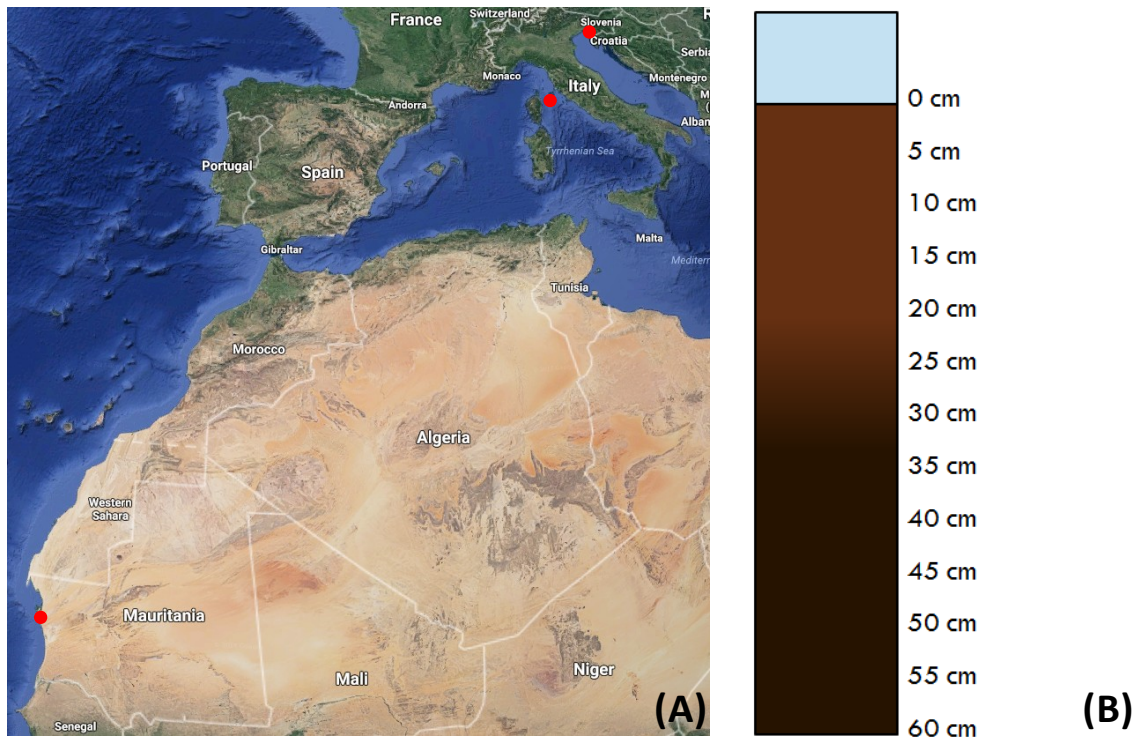 France
Switzerland
Slovenia
Croatia
Serbia
Monaco
Italy
Montenegro
Andorra
Alban
Portugal
Spain
Tyrrhenian Sea
Gibraltar
Malta
Mediterr
Tunisia
Morocco
Algeria
Western
Sahara
Mauritania
Mali
Niger
Senegal
(A)
0 cm
5 cm
10 cm
15 cm
20 cm
25 cm
30 cm
35 cm
40 cm
45 cm
50 cm
55 cm
60 cm
(B)